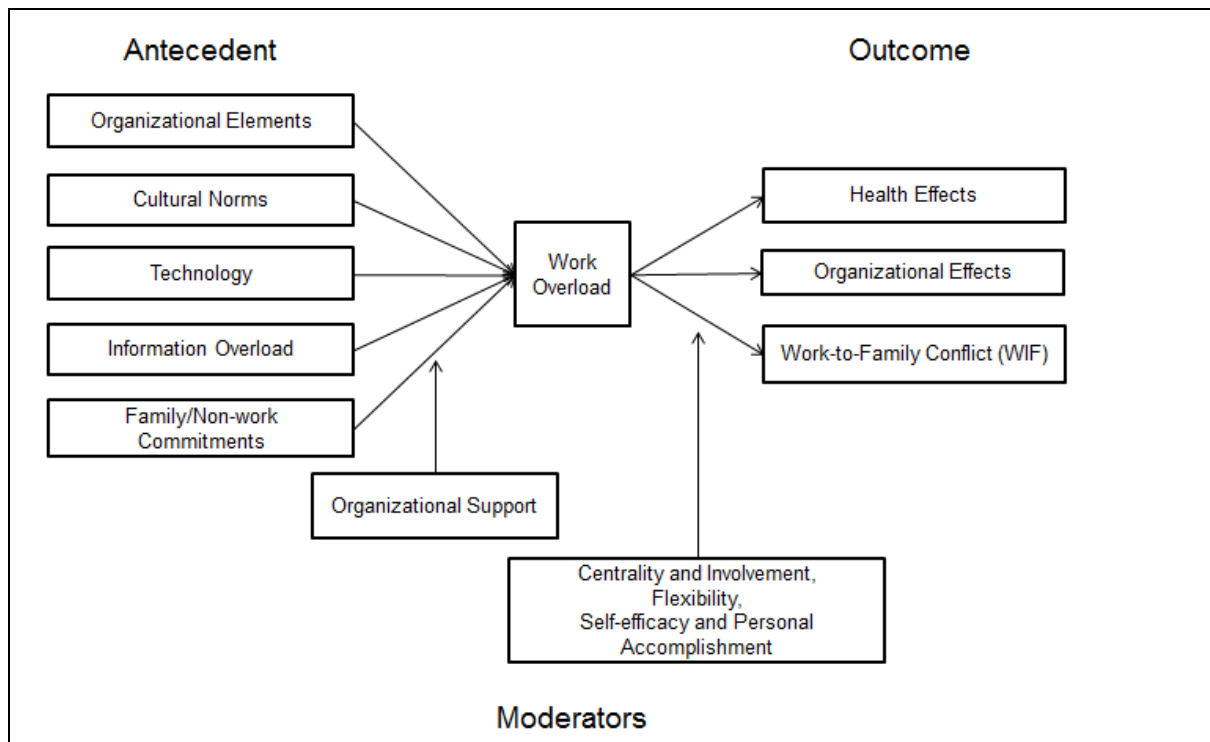 Antecedent
Outcome
Organizational Elements
Cultural Norms
Technology
Information Overload
Family/Non-work
Commitments
Work
Overload
Health Effects
Organizational Effects
Work-to-Family Conflict (WIF)
Organizational Support
Centrality and Involvement,
Flexibility,
Self-efficacy and Personal
Accomplishment
Moderators